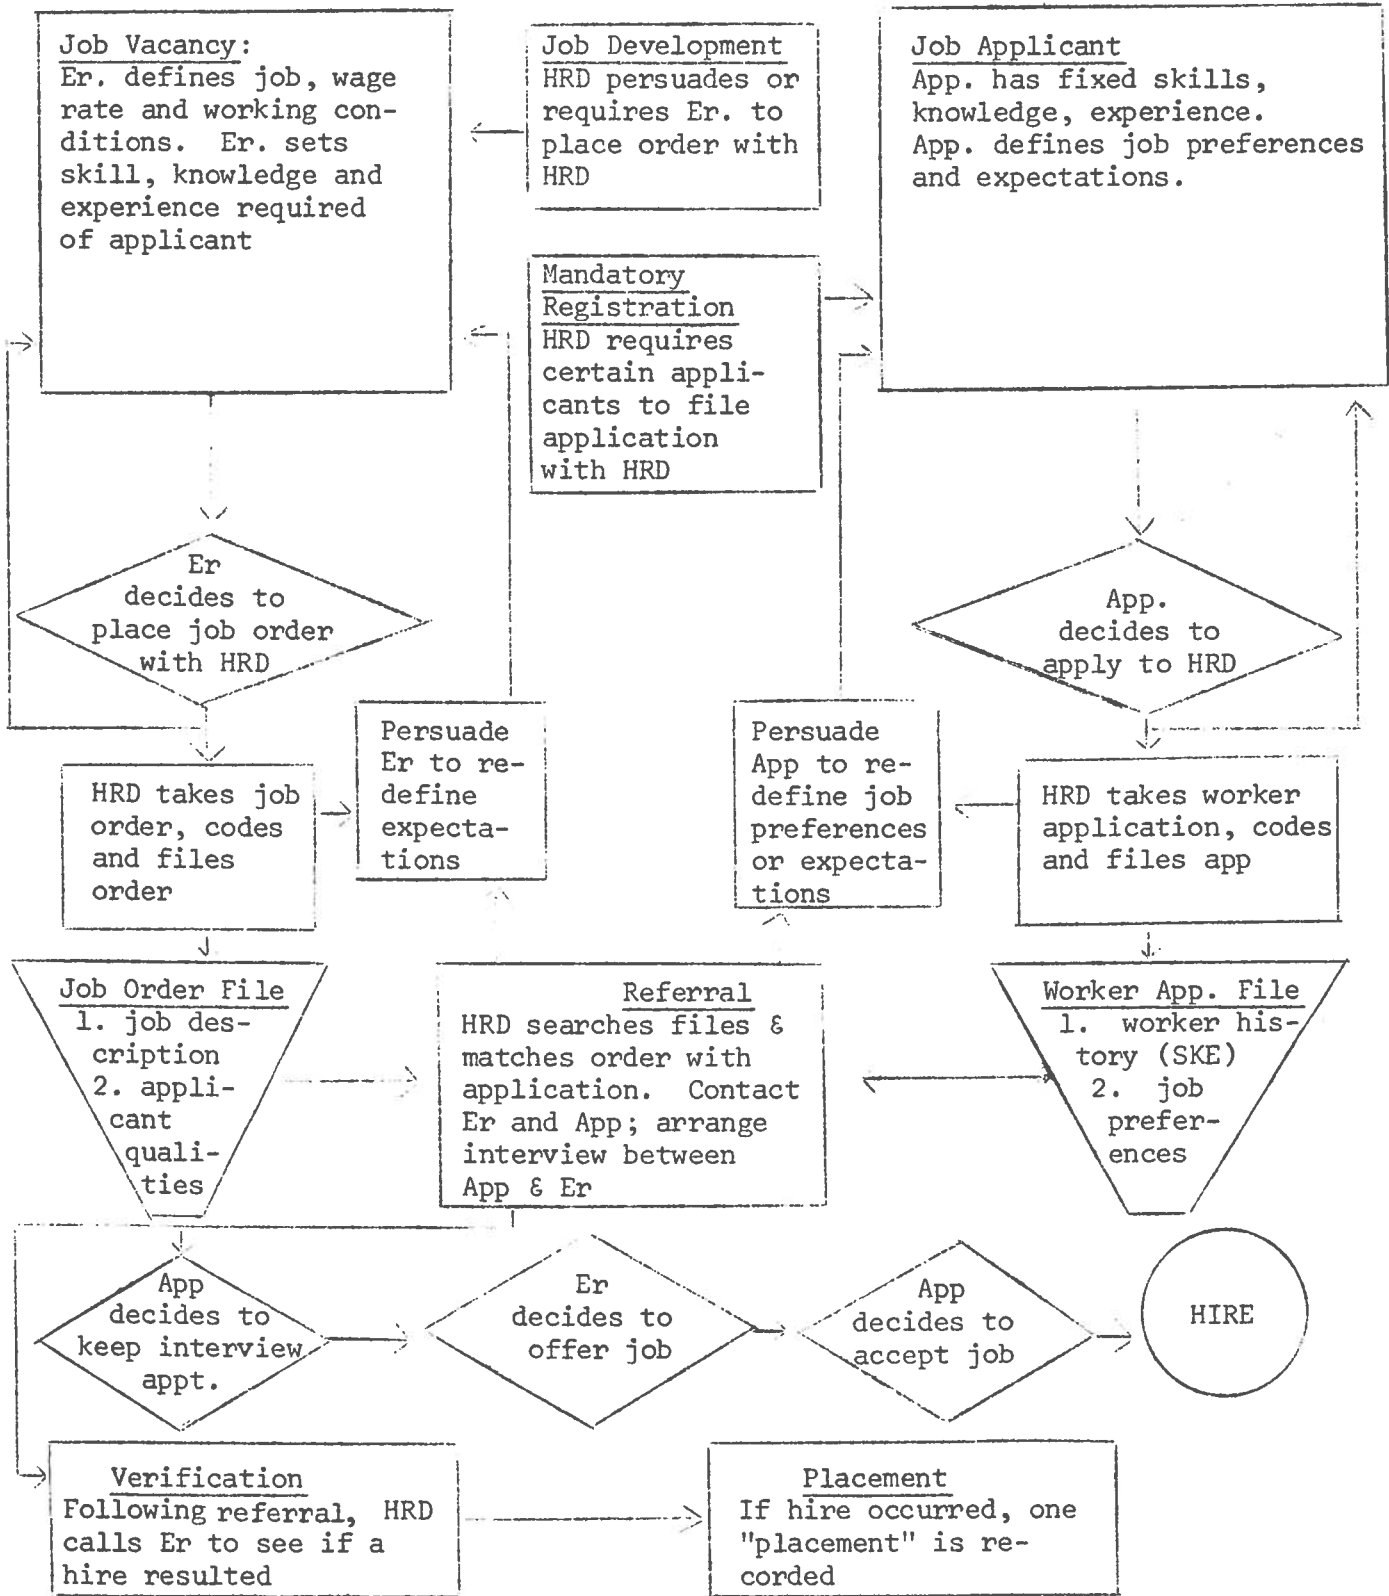 Job Vacancy:
Er. defines job, wage
rate and working con-
ditions. Er. sets
skill, knowledge and
experience required
of applicant
Job Development
HRD persuades or
requires Er. to
place order with
HRD
Job Applicant
App. has fixed skills,
knowledge, experience.
App. defines job preferences
and expectations.
Mandatory
Registration
HRD requires
certain appli-
cants to file
application
with HRD
Er
decides to
place job order
with HRD
App.
decides to
apply to HRD
HRD takes job
order, codes
and files
order
Persuade
Er to re-
define
expecta-
tions
Persuade
App to re-
define job
preferences
or expecta-
tions
HRD takes worker
application, codes
and files app
Job Order File
1. job des-
cription
2. appli-
cant
quali-
ties
Referral
HRD searches files &
matches order with
application. Contact
Er and App; arrange
interview between
App & Er
Worker App. File
1. worker his-
tory (SKE)
2. job
prefer-
ences
App
decides to
keep interview
appt.
Er
decides to
offer job
App
decides to
accept job
HIRE
Verification
Following referral, HRD
calls Er to see if a
hire resulted
Placement
If hire occurred, one
"placement" is re-
corded